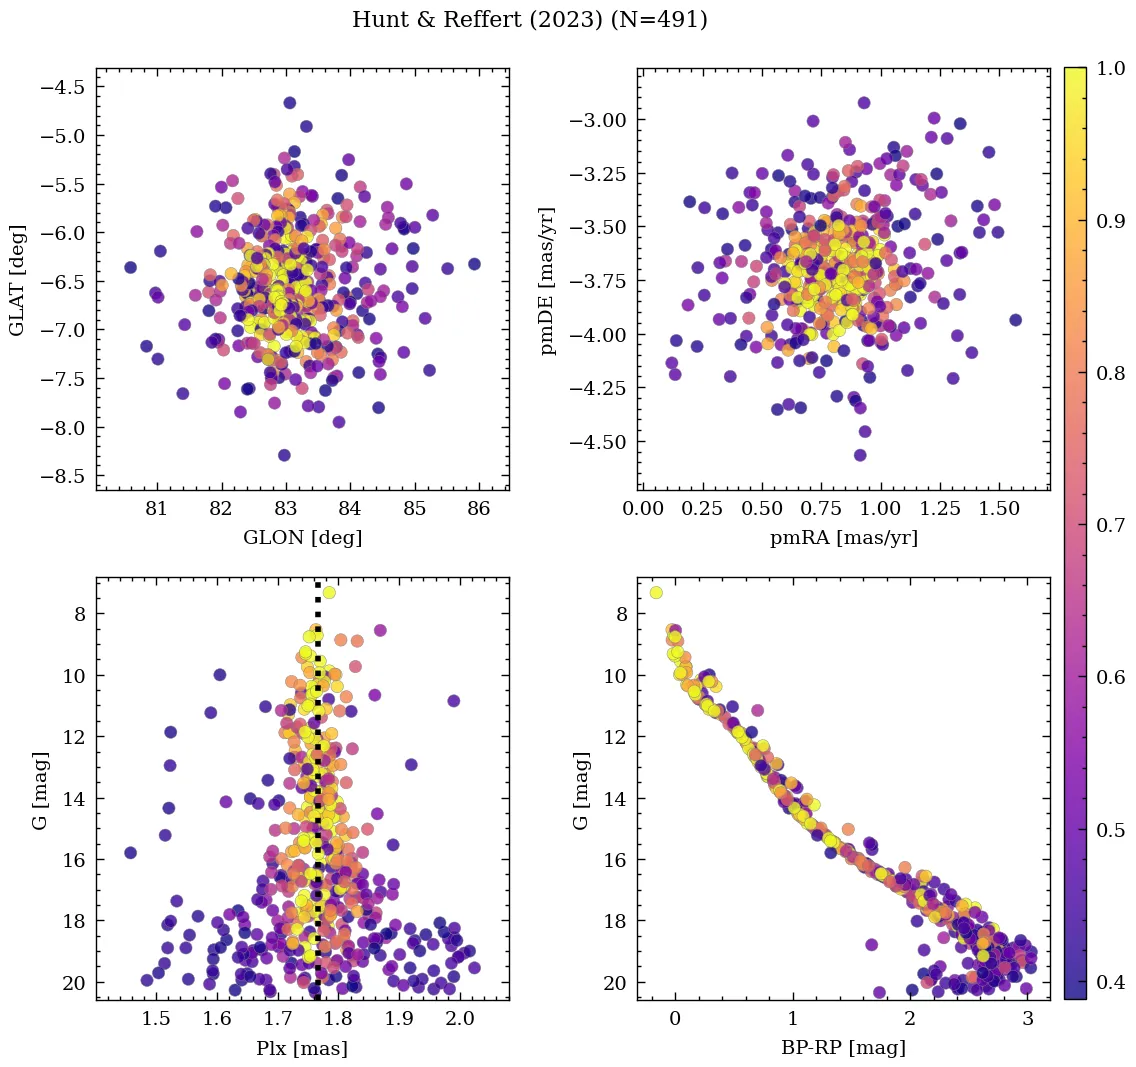 Hunt & Reffert (2023) (N=491)
−4.5
−5.0
−5.5
−6.0
−6.5
−7.0
−7.5
−8.0
−8.5
GLAT [deg]
81 82 83 84 85 86
GLON [deg]
−3.00
−3.25
−3.50
−3.75
−4.00
−4.25
−4.50
pmDE [mas/yr]
0.00 0.25 0.50 0.75 1.00 1.25 1.50
pmRA [mas/yr]
1.0
0.9
0.8
0.7
0.6
0.5
0.4
8
10
12
14
16
18
20
G [mag]
1.5 1.6 1.7 1.8 1.9 2.0
Plx [mas]
8
10
12
14
16
18
20
G [mag]
0 1 2 3
BP-RP [mag]